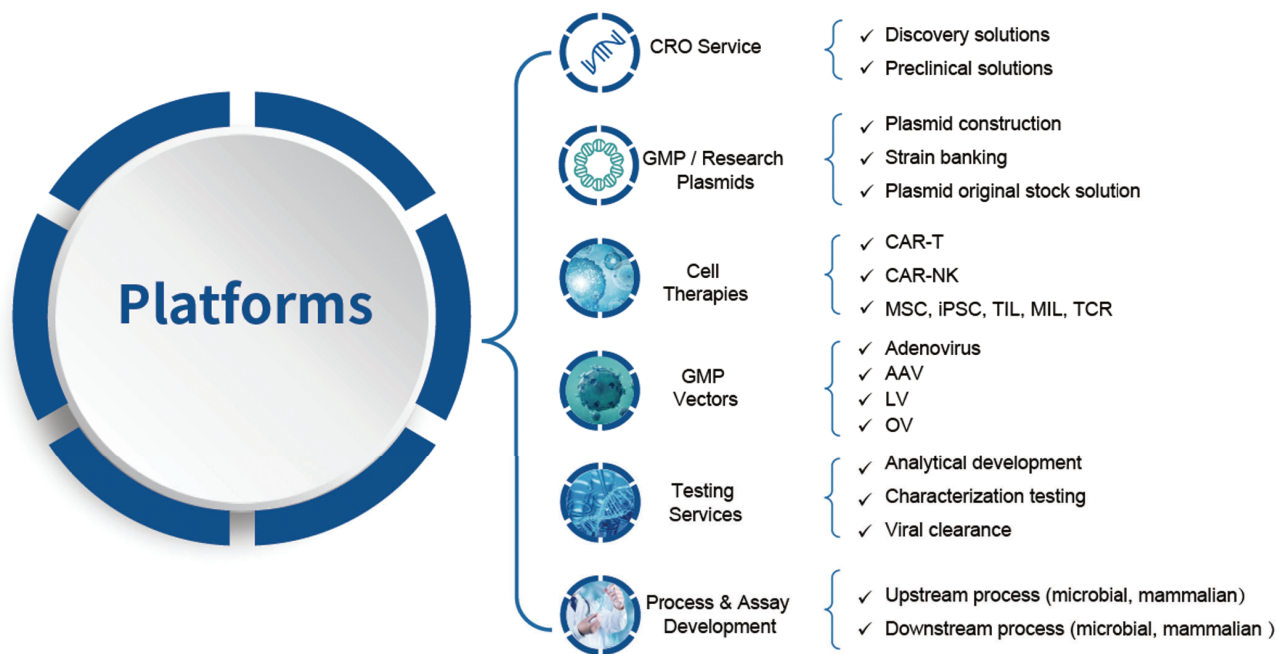 Platforms
CRO Service
Discovery solutions
Preclinical solutions
GMP / Research
Plasmids
Plasmid construction
Strain banking
Plasmid original stock solution
Cell
Therapies
CAR-T
CAR-NK
MSC, iPSC, TIL, MIL, TCR
GMP
Vectors
Adenovirus
AAV
LV
OV
Testing
Services
Analytical development
Characterization testing
Viral clearance
Process & Assay
Development
Upstream process (microbial, mammalian)
Downstream process (microbial, mammalian )